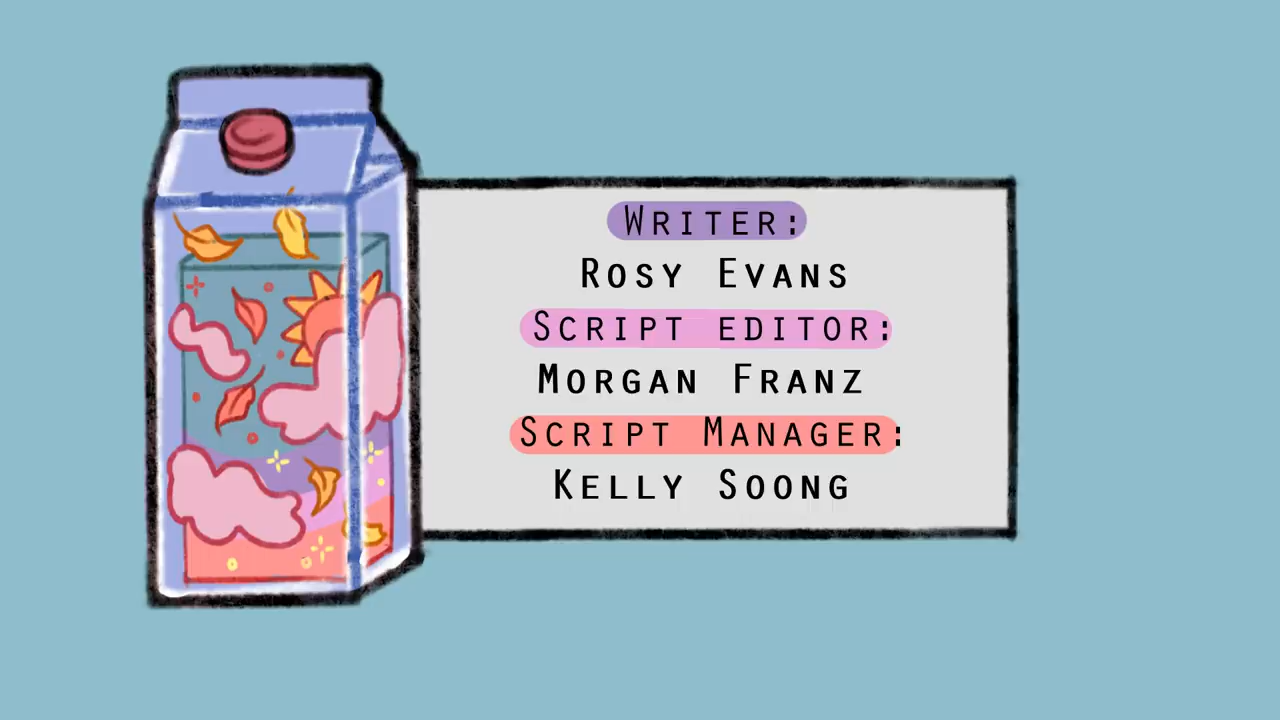 Writer:
Rosy Evans
Script editor:
Morgan Franz
Script Manager:
Kelly Soong